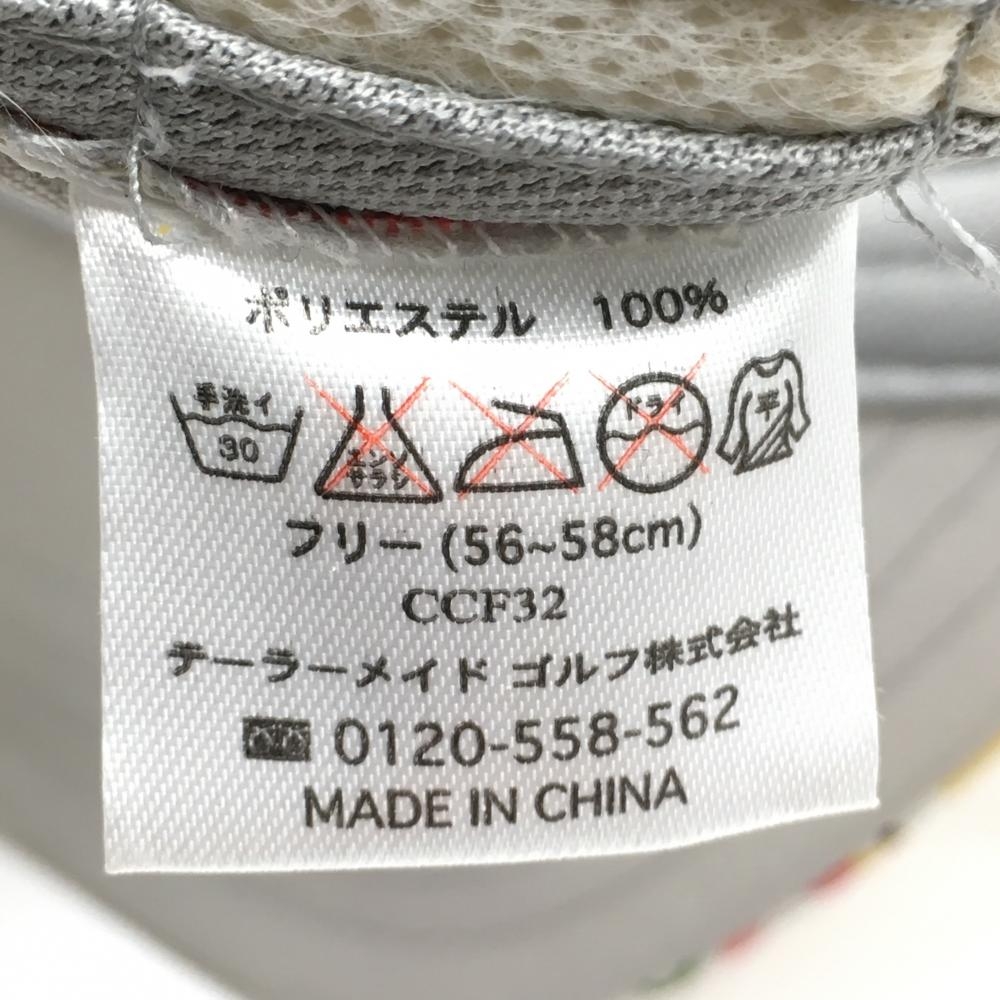 ポリエステル 100%
手洗イ 30 エンソ サラシ ドライ 平
フリー (56~58cm)
CCF32
テーラーメイド ゴルフ株式会社
0120-558-562
MADE IN CHINA